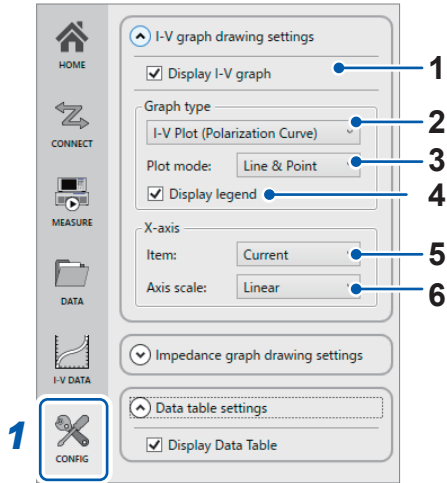 HOME
CONNECT
MEASURE
DATA
I-V DATA
1
CONFIG
I-V graph drawing settings
Display I-V graph
1
Graph type
I-V Plot (Polarization Curve)
2
Plot mode: Line & Point
3
Display legend
4
X-axis
Item: Current
5
Axis scale: Linear
6
Impedance graph drawing settings
Data table settings
Display Data Table